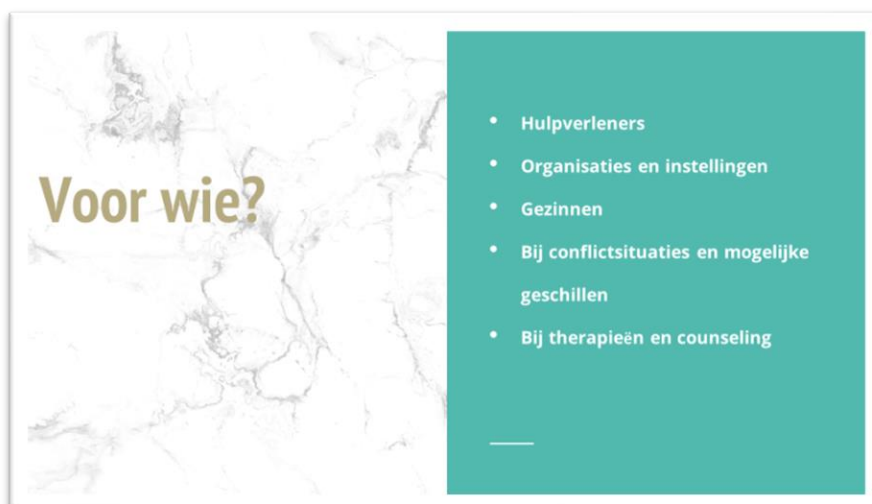 Voor wie?
• Hulpverleners
• Organisaties en instellingen
• Gezinnen
• Bij conflictsituaties en mogelijke
geschillen
• Bij therapieën en counseling